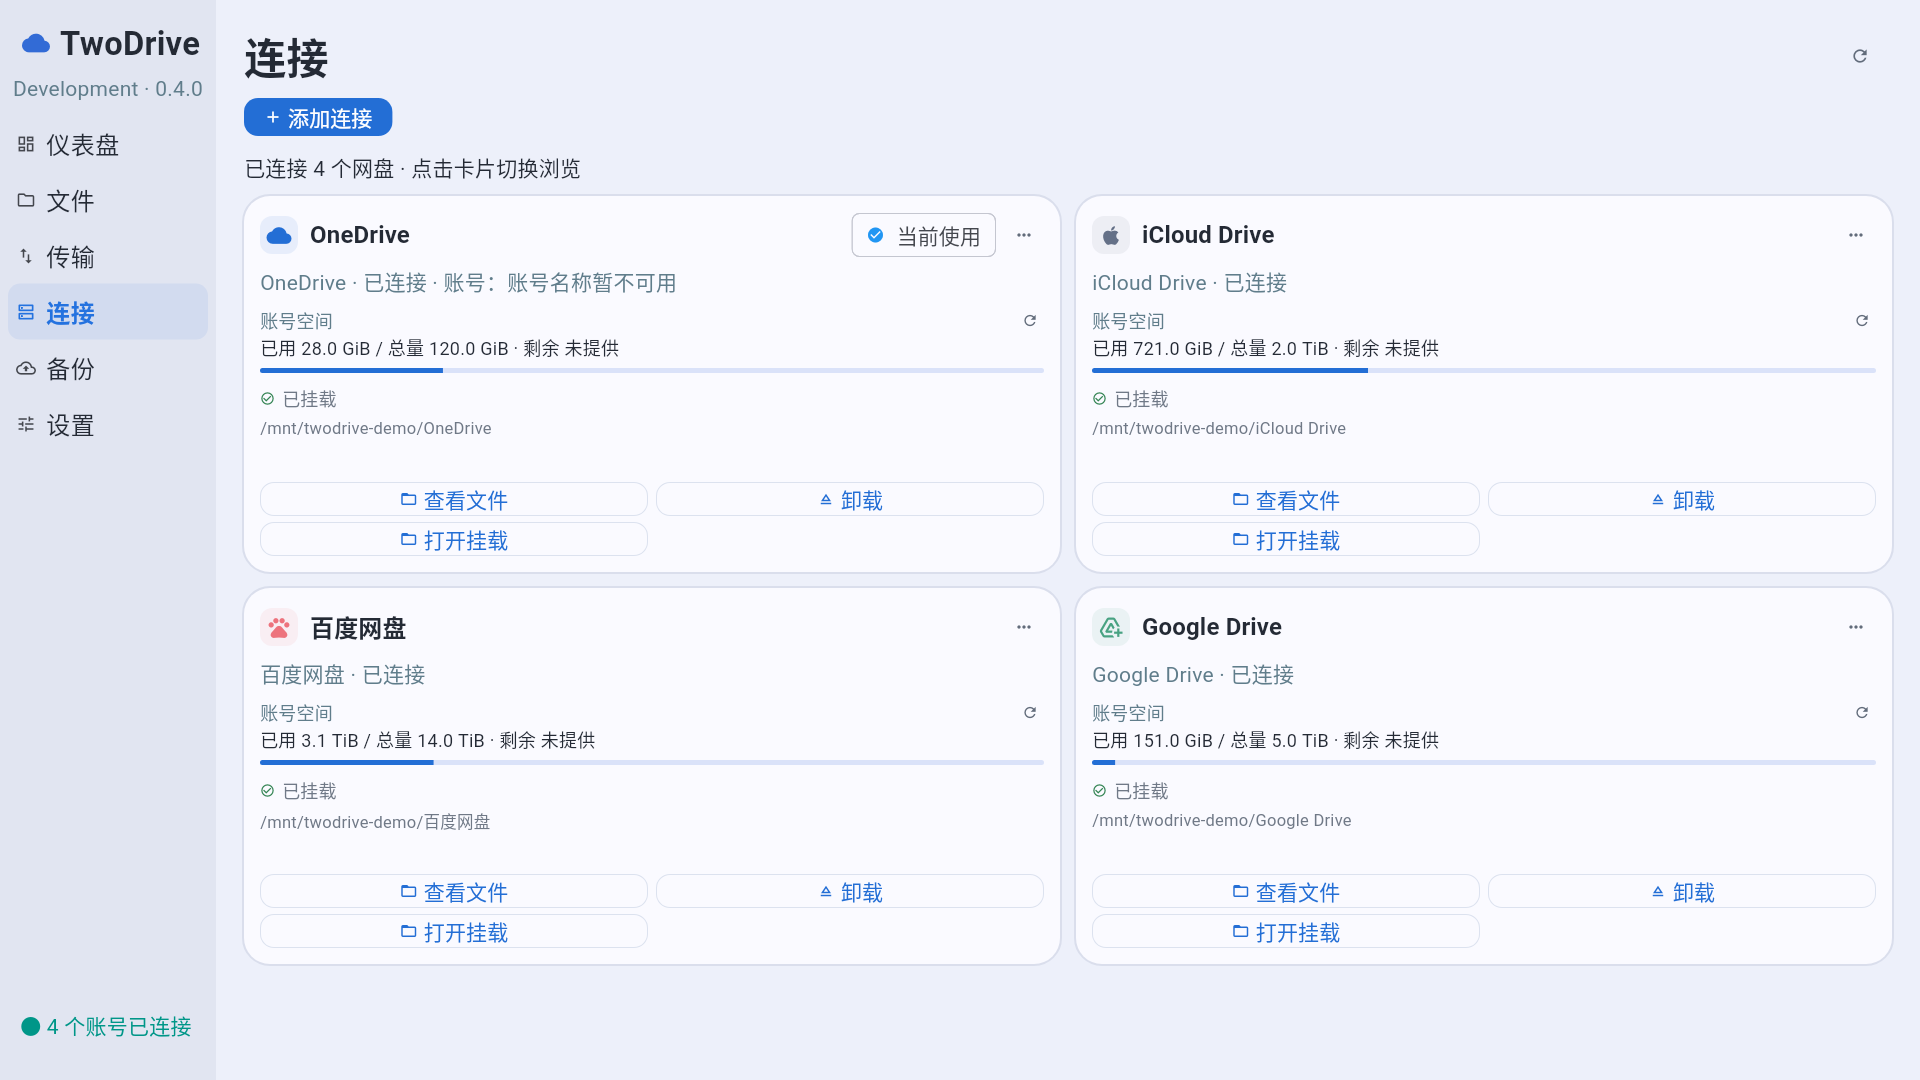 TwoDrive
Development · 0.4.0
仪表盘
文件
传输
连接
备份
设置
4 个账号已连接
连接
添加连接
已连接 4 个网盘 · 点击卡片切换浏览
OneDrive
当前使用
OneDrive · 已连接 · 账号：账号名称暂不可用
账号空间
已用 28.0 GiB / 总量 120.0 GiB · 剩余 未提供
已挂载
/mnt/twodrive-demo/OneDrive
查看文件
卸载
打开挂载
iCloud Drive
iCloud Drive · 已连接
账号空间
已用 721.0 GiB / 总量 2.0 TiB · 剩余 未提供
已挂载
/mnt/twodrive-demo/iCloud Drive
查看文件
卸载
打开挂载
百度网盘
百度网盘 · 已连接
账号空间
已用 3.1 TiB / 总量 14.0 TiB · 剩余 未提供
已挂载
/mnt/twodrive-demo/百度网盘
查看文件
卸载
打开挂载
Google Drive
Google Drive · 已连接
账号空间
已用 151.0 GiB / 总量 5.0 TiB · 剩余 未提供
已挂载
/mnt/twodrive-demo/Google Drive
查看文件
卸载
打开挂载